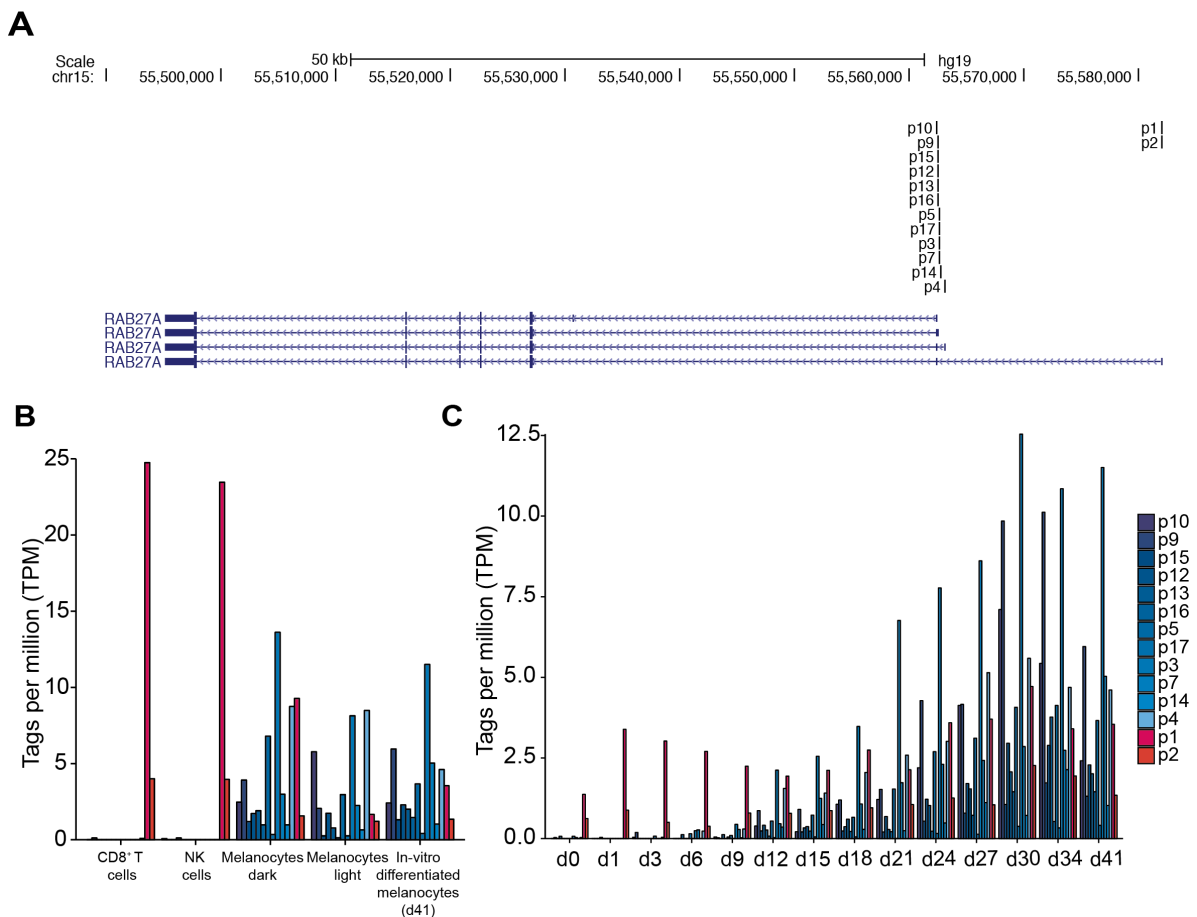 A
Scale
50 kb
hg19
chr15:
55,500,000
55,510,000
55,520,000
55,530,000
55,540,000
55,550,000
55,560,000
55,570,000
55,580,000
p10
p1
p9
p2
p15
p12
p13
p16
p5
p17
p3
p7
p14
p4
RAB27A
RAB27A
RAB27A
RAB27A
B
Tags per million (TPM)
25
20
15
10
5
0
CD8+ T
cells
NK
cells
Melanocytes
dark
Melanocytes
light
In-vitro
differentiated
melanocytes
(d41)
C
Tags per million (TPM)
12.5
10.0
7.5
5.0
2.5
0.0
d0
d1
d3
d6
d9
d12
d15
d18
d21
d24
d27
d30
d34
d41
p10
p9
p15
p12
p13
p16
p5
p17
p3
p7
p14
p4
p1
p2